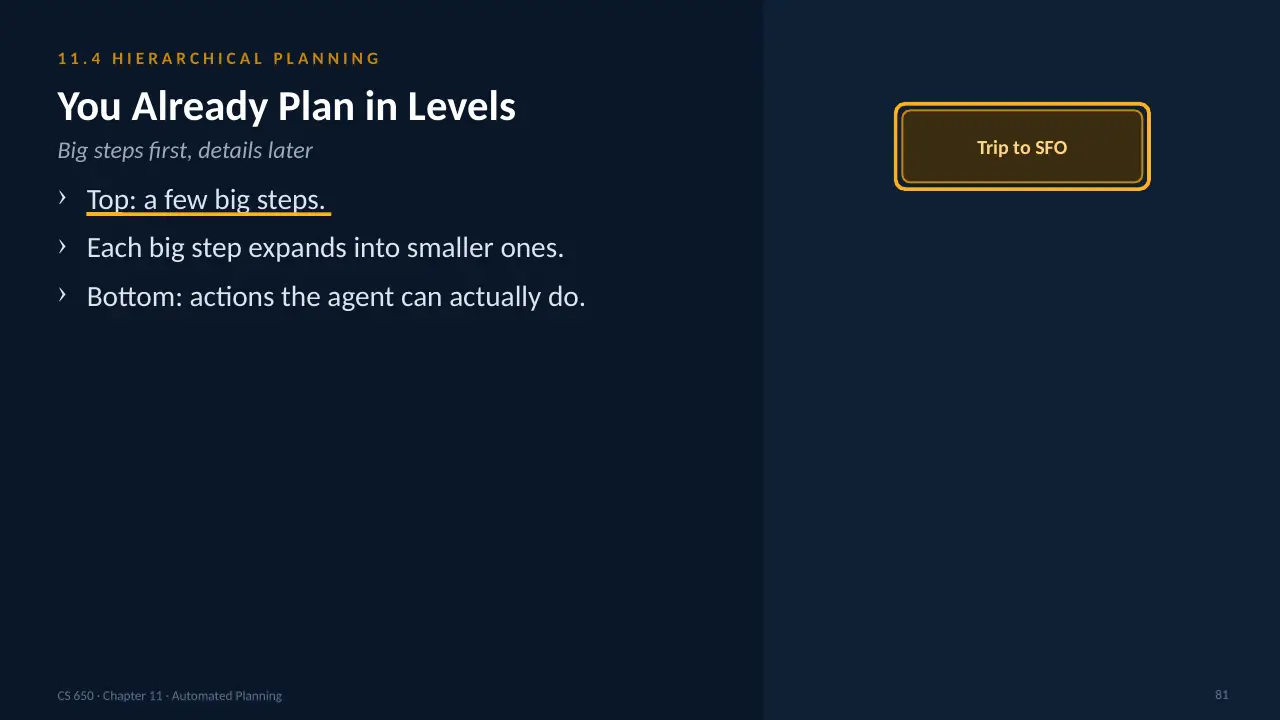 11.4 HIERARCHICAL PLANNING
You Already Plan in Levels
Big steps first, details later
› Top: a few big steps.
› Each big step expands into smaller ones.
› Bottom: actions the agent can actually do.
Trip to SFO
CS 650 · Chapter 11 · Automated Planning
81